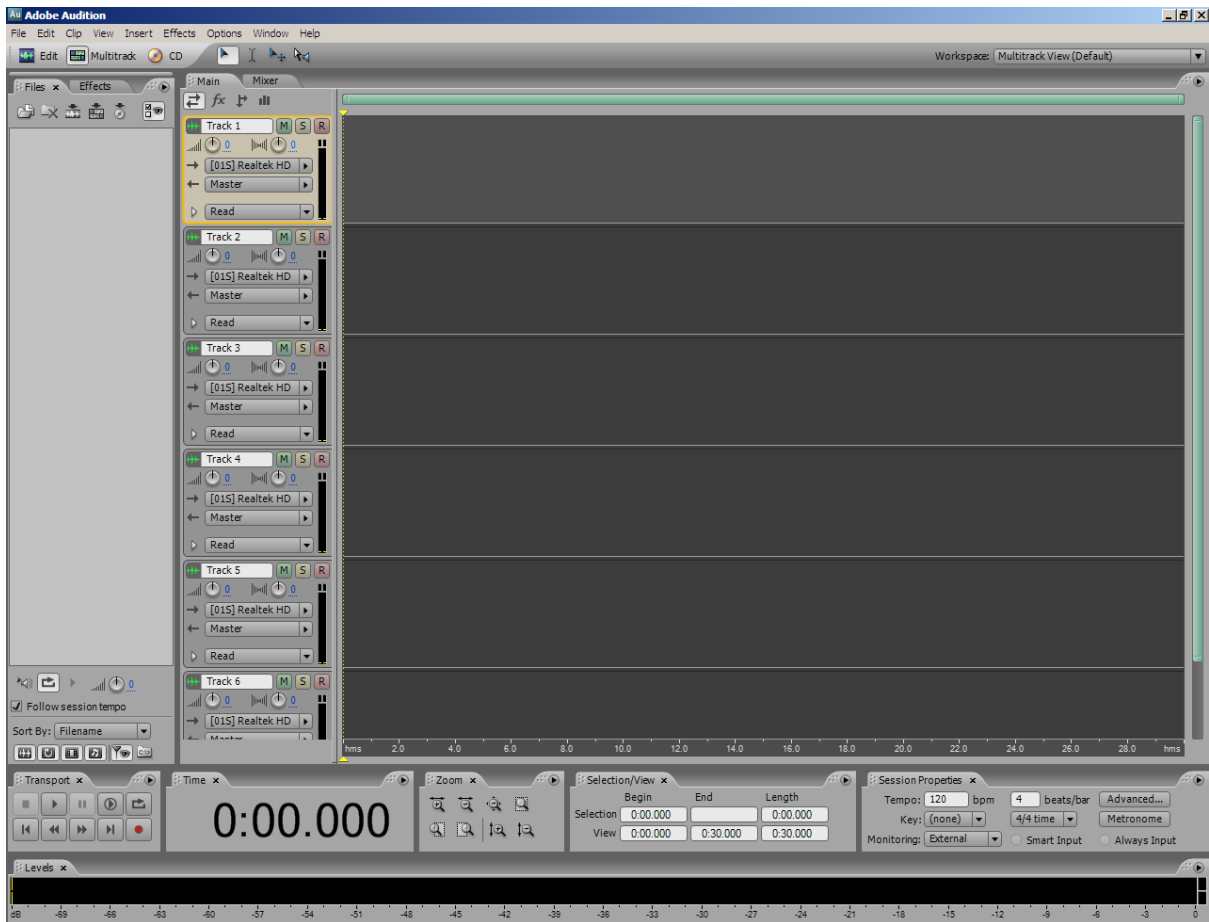 Au Adobe Audition
File Edit Clip View Insert Effects Options Window Help
Edit Multitrack CD Workspace: Multitrack View (Default)
Files x Effects
Main Mixer
fx
Track 1 M S R
0 0
[01S] Realtek HD
Master
Read
Track 2 M S R
0 0
[01S] Realtek HD
Master
Read
Track 3 M S R
0 0
[01S] Realtek HD
Master
Read
Track 4 M S R
0 0
[01S] Realtek HD
Master
Read
Track 5 M S R
0 0
[01S] Realtek HD
Master
Read
Track 6 M S R
0 0
[01S] Realtek HD
Master
0
Follow session tempo
Sort By: Filename
hms 2.0 4.0 6.0 8.0 10.0 12.0 14.0 16.0 18.0 20.0 22.0 24.0 26.0 28.0 hms
Transport x
Time x
0:00.000
Zoom x
Selection/View x
Begin End Length
Selection 0:00.000 0:00.000
View 0:00.000 0:30.000 0:30.000
Session Properties x
Tempo: 120 bpm 4 beats/bar Advanced...
Key: (none) 4/4 time Metronome
Monitoring: External Smart Input Always Input
Levels x
dB -69 -66 -63 -60 -57 -54 -51 -48 -45 -42 -39 -36 -33 -30 -27 -24 -21 -18 -15 -12 -9 -6 -3 0